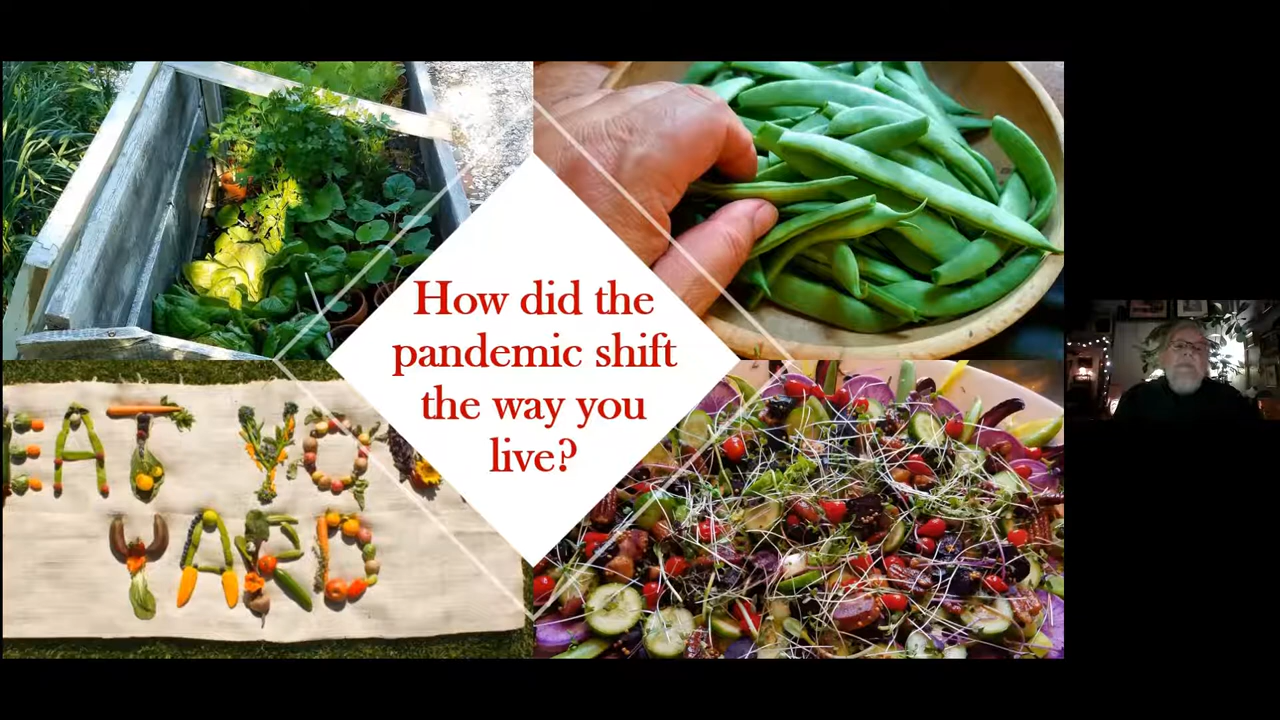 How did the
pandemic shift
the way you
live?
EAT YO
YARD